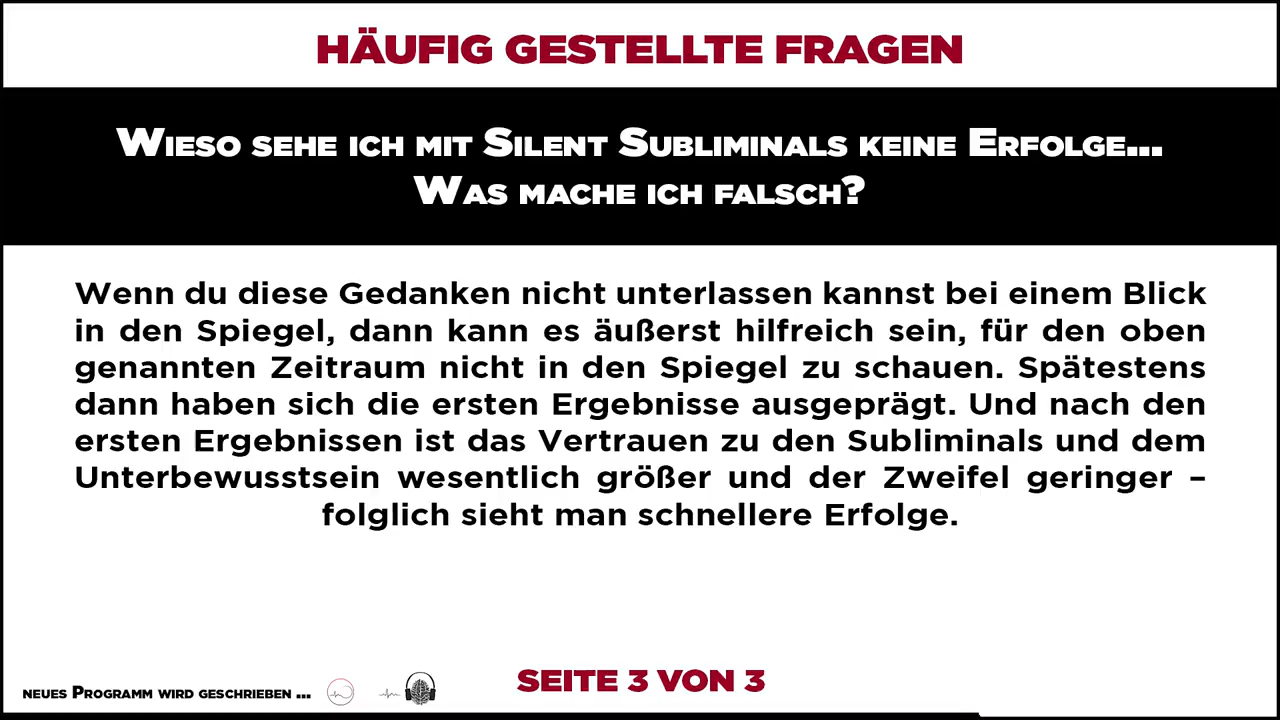 HÄUFIG GESTELLTE FRAGEN
WIESO SEHE ICH MIT SILENT SUBLIMINALS KEINE ERFOLGE...
WAS MACHE ICH FALSCH?
Wenn du diese Gedanken nicht unterlassen kannst bei einem Blick
in den Spiegel, dann kann es äußerst hilfreich sein, für den oben
genannten Zeitraum nicht in den Spiegel zu schauen. Spätestens
dann haben sich die ersten Ergebnisse ausgeprägt. Und nach den
ersten Ergebnissen ist das Vertrauen zu den Subliminals und dem
Unterbewusstsein wesentlich größer und der Zweifel geringer –
folglich sieht man schnellere Erfolge.
SEITE 3 VON 3
NEUES PROGRAMM WIRD GESCHRIEBEN ...